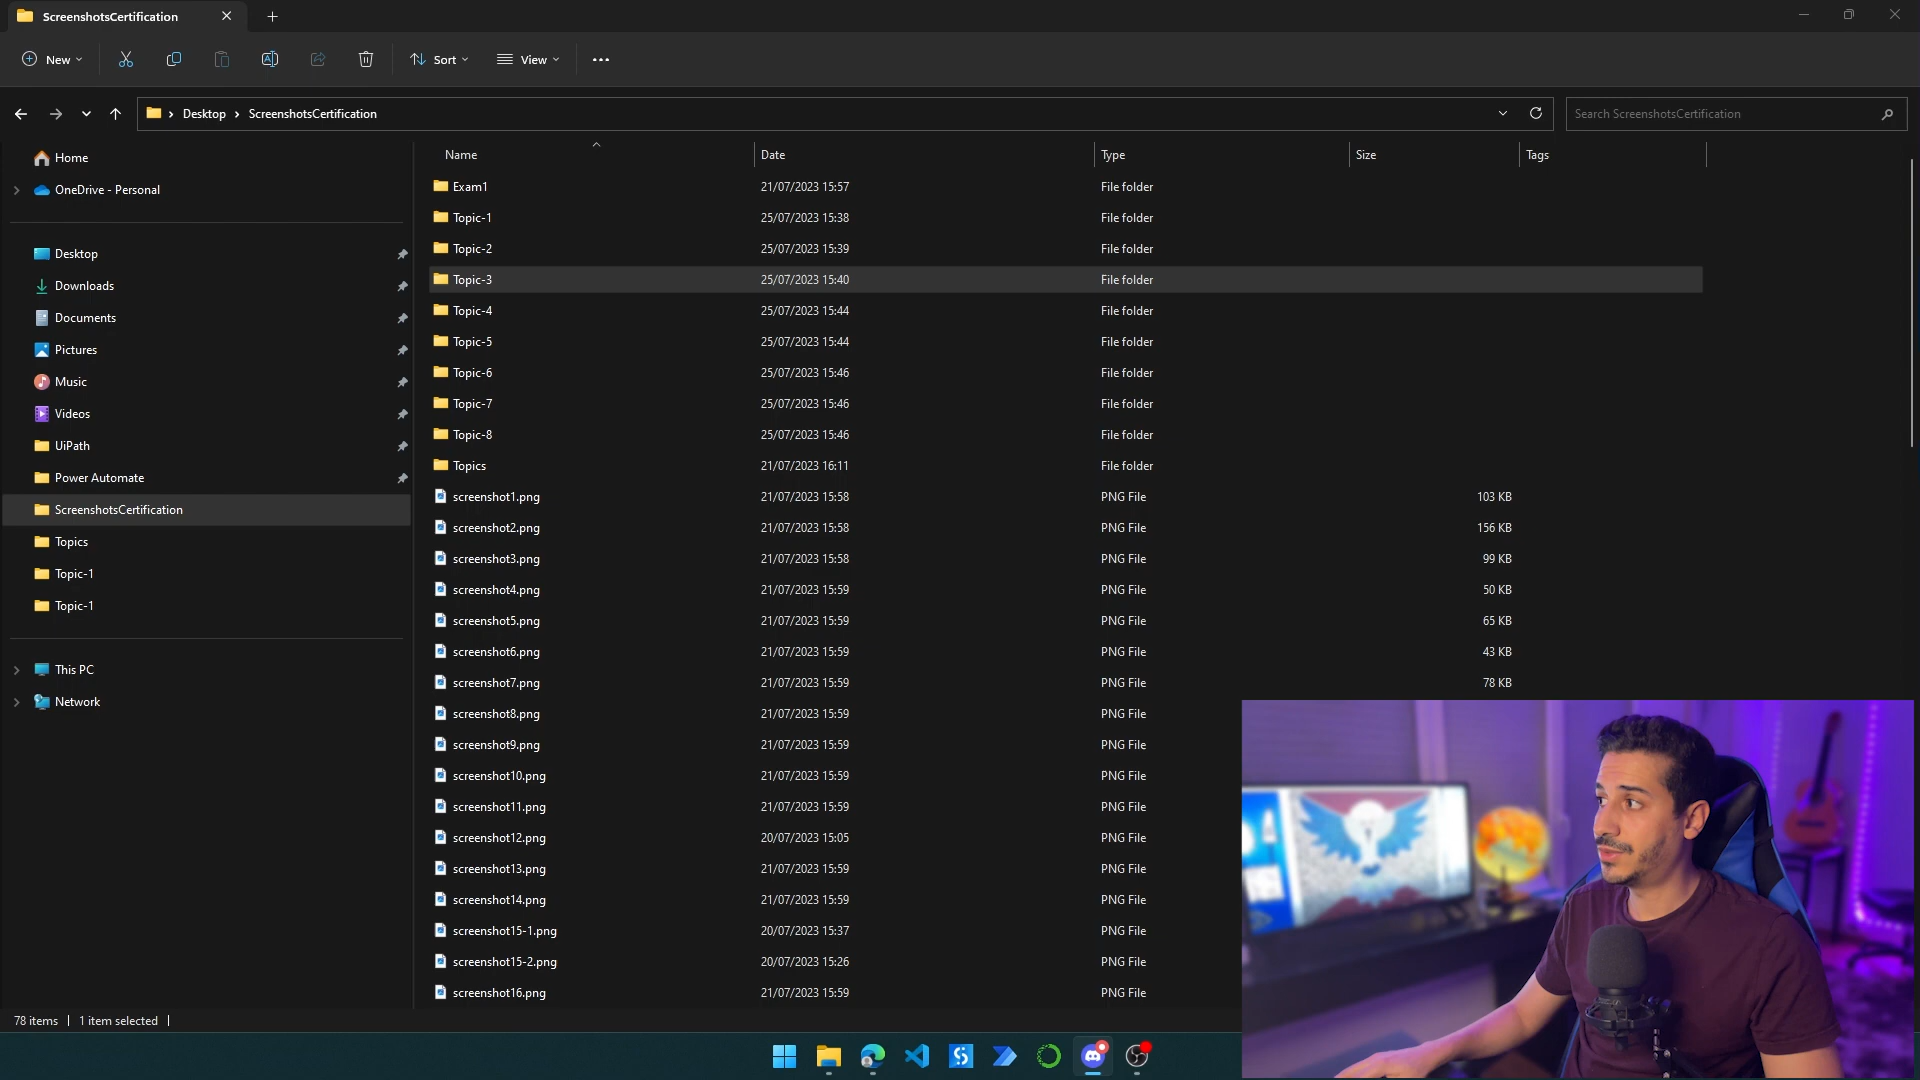 ScreenshotsCertification
New
Sort
View
Desktop
ScreenshotsCertification
Search ScreenshotsCertification
Home
OneDrive - Personal
Desktop
Downloads
Documents
Pictures
Music
Videos
UiPath
Power Automate
ScreenshotsCertification
Topics
Topic-1
Topic-1
This PC
Network
Name Date Type Size Tags
Exam1 21/07/2023 15:57 File folder
Topic-1 25/07/2023 15:38 File folder
Topic-2 25/07/2023 15:39 File folder
Topic-3 25/07/2023 15:40 File folder
Topic-4 25/07/2023 15:44 File folder
Topic-5 25/07/2023 15:44 File folder
Topic-6 25/07/2023 15:46 File folder
Topic-7 25/07/2023 15:46 File folder
Topic-8 25/07/2023 15:46 File folder
Topics 21/07/2023 16:11 File folder
screenshot1.png 21/07/2023 15:58 PNG File 103 KB
screenshot2.png 21/07/2023 15:58 PNG File 156 KB
screenshot3.png 21/07/2023 15:58 PNG File 99 KB
screenshot4.png 21/07/2023 15:59 PNG File 50 KB
screenshot5.png 21/07/2023 15:59 PNG File 65 KB
screenshot6.png 21/07/2023 15:59 PNG File 43 KB
screenshot7.png 21/07/2023 15:59 PNG File 78 KB
screenshot8.png 21/07/2023 15:59 PNG File
screenshot9.png 21/07/2023 15:59 PNG File
screenshot10.png 21/07/2023 15:59 PNG File
screenshot11.png 21/07/2023 15:59 PNG File
screenshot12.png 20/07/2023 15:05 PNG File
screenshot13.png 21/07/2023 15:59 PNG File
screenshot14.png 21/07/2023 15:59 PNG File
screenshot15-1.png 20/07/2023 15:37 PNG File
screenshot15-2.png 20/07/2023 15:26 PNG File
screenshot16.png 21/07/2023 15:59 PNG File
78 items 1 item selected